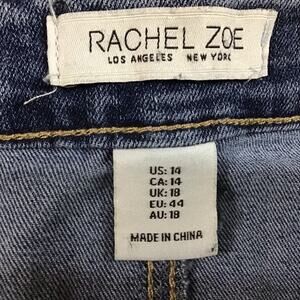 RACHEL ZOE
LOS ANGELES NEW YORK
US: 14
CA: 14
UK: 18
EU: 44
AU: 18
MADE IN CHINA